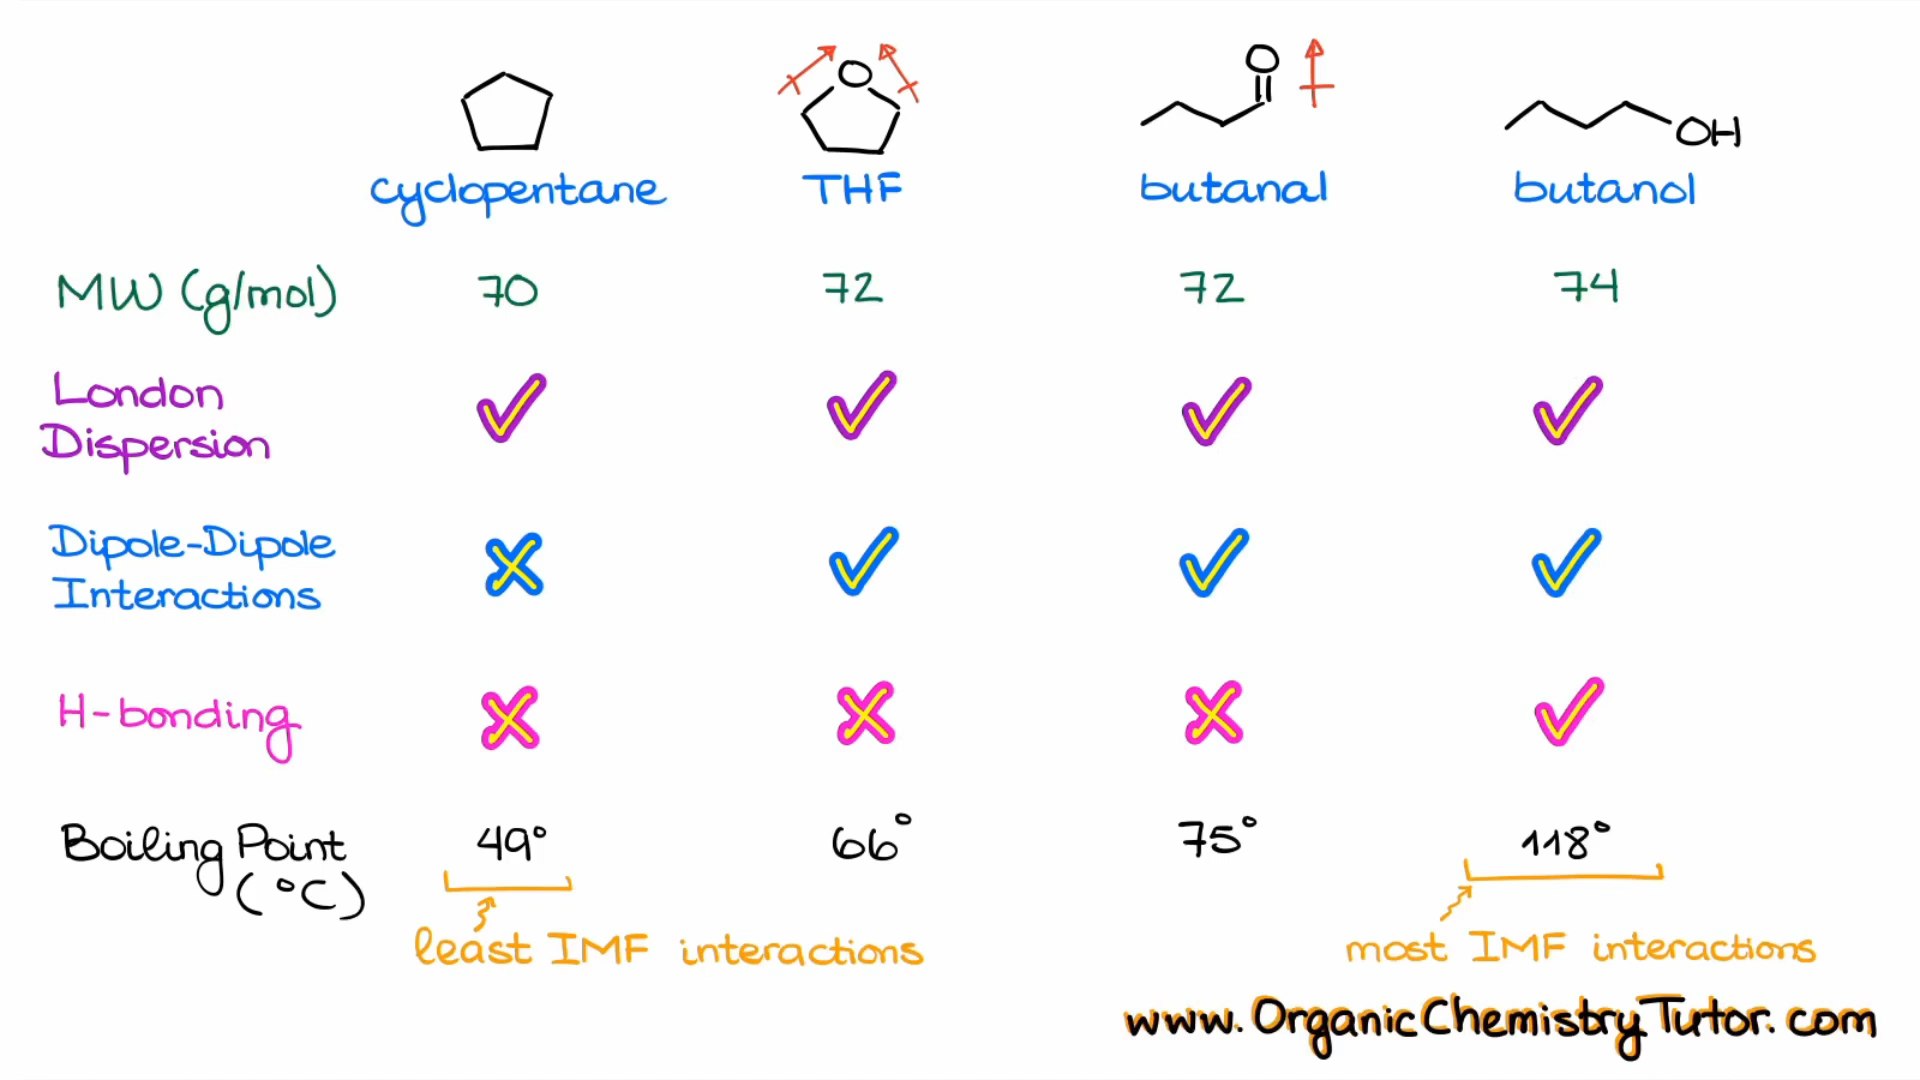 O
O
OH
cyclopentane THF butanal butanol
MW (g/mol) 70 72 72 74
London
Dispersion
Dipole-Dipole
Interactions
H-bonding
Boiling Point 49° 66° 75° 118°
(°C)
least IMF interactions most IMF interactions
www.OrganicChemistryTutor.com